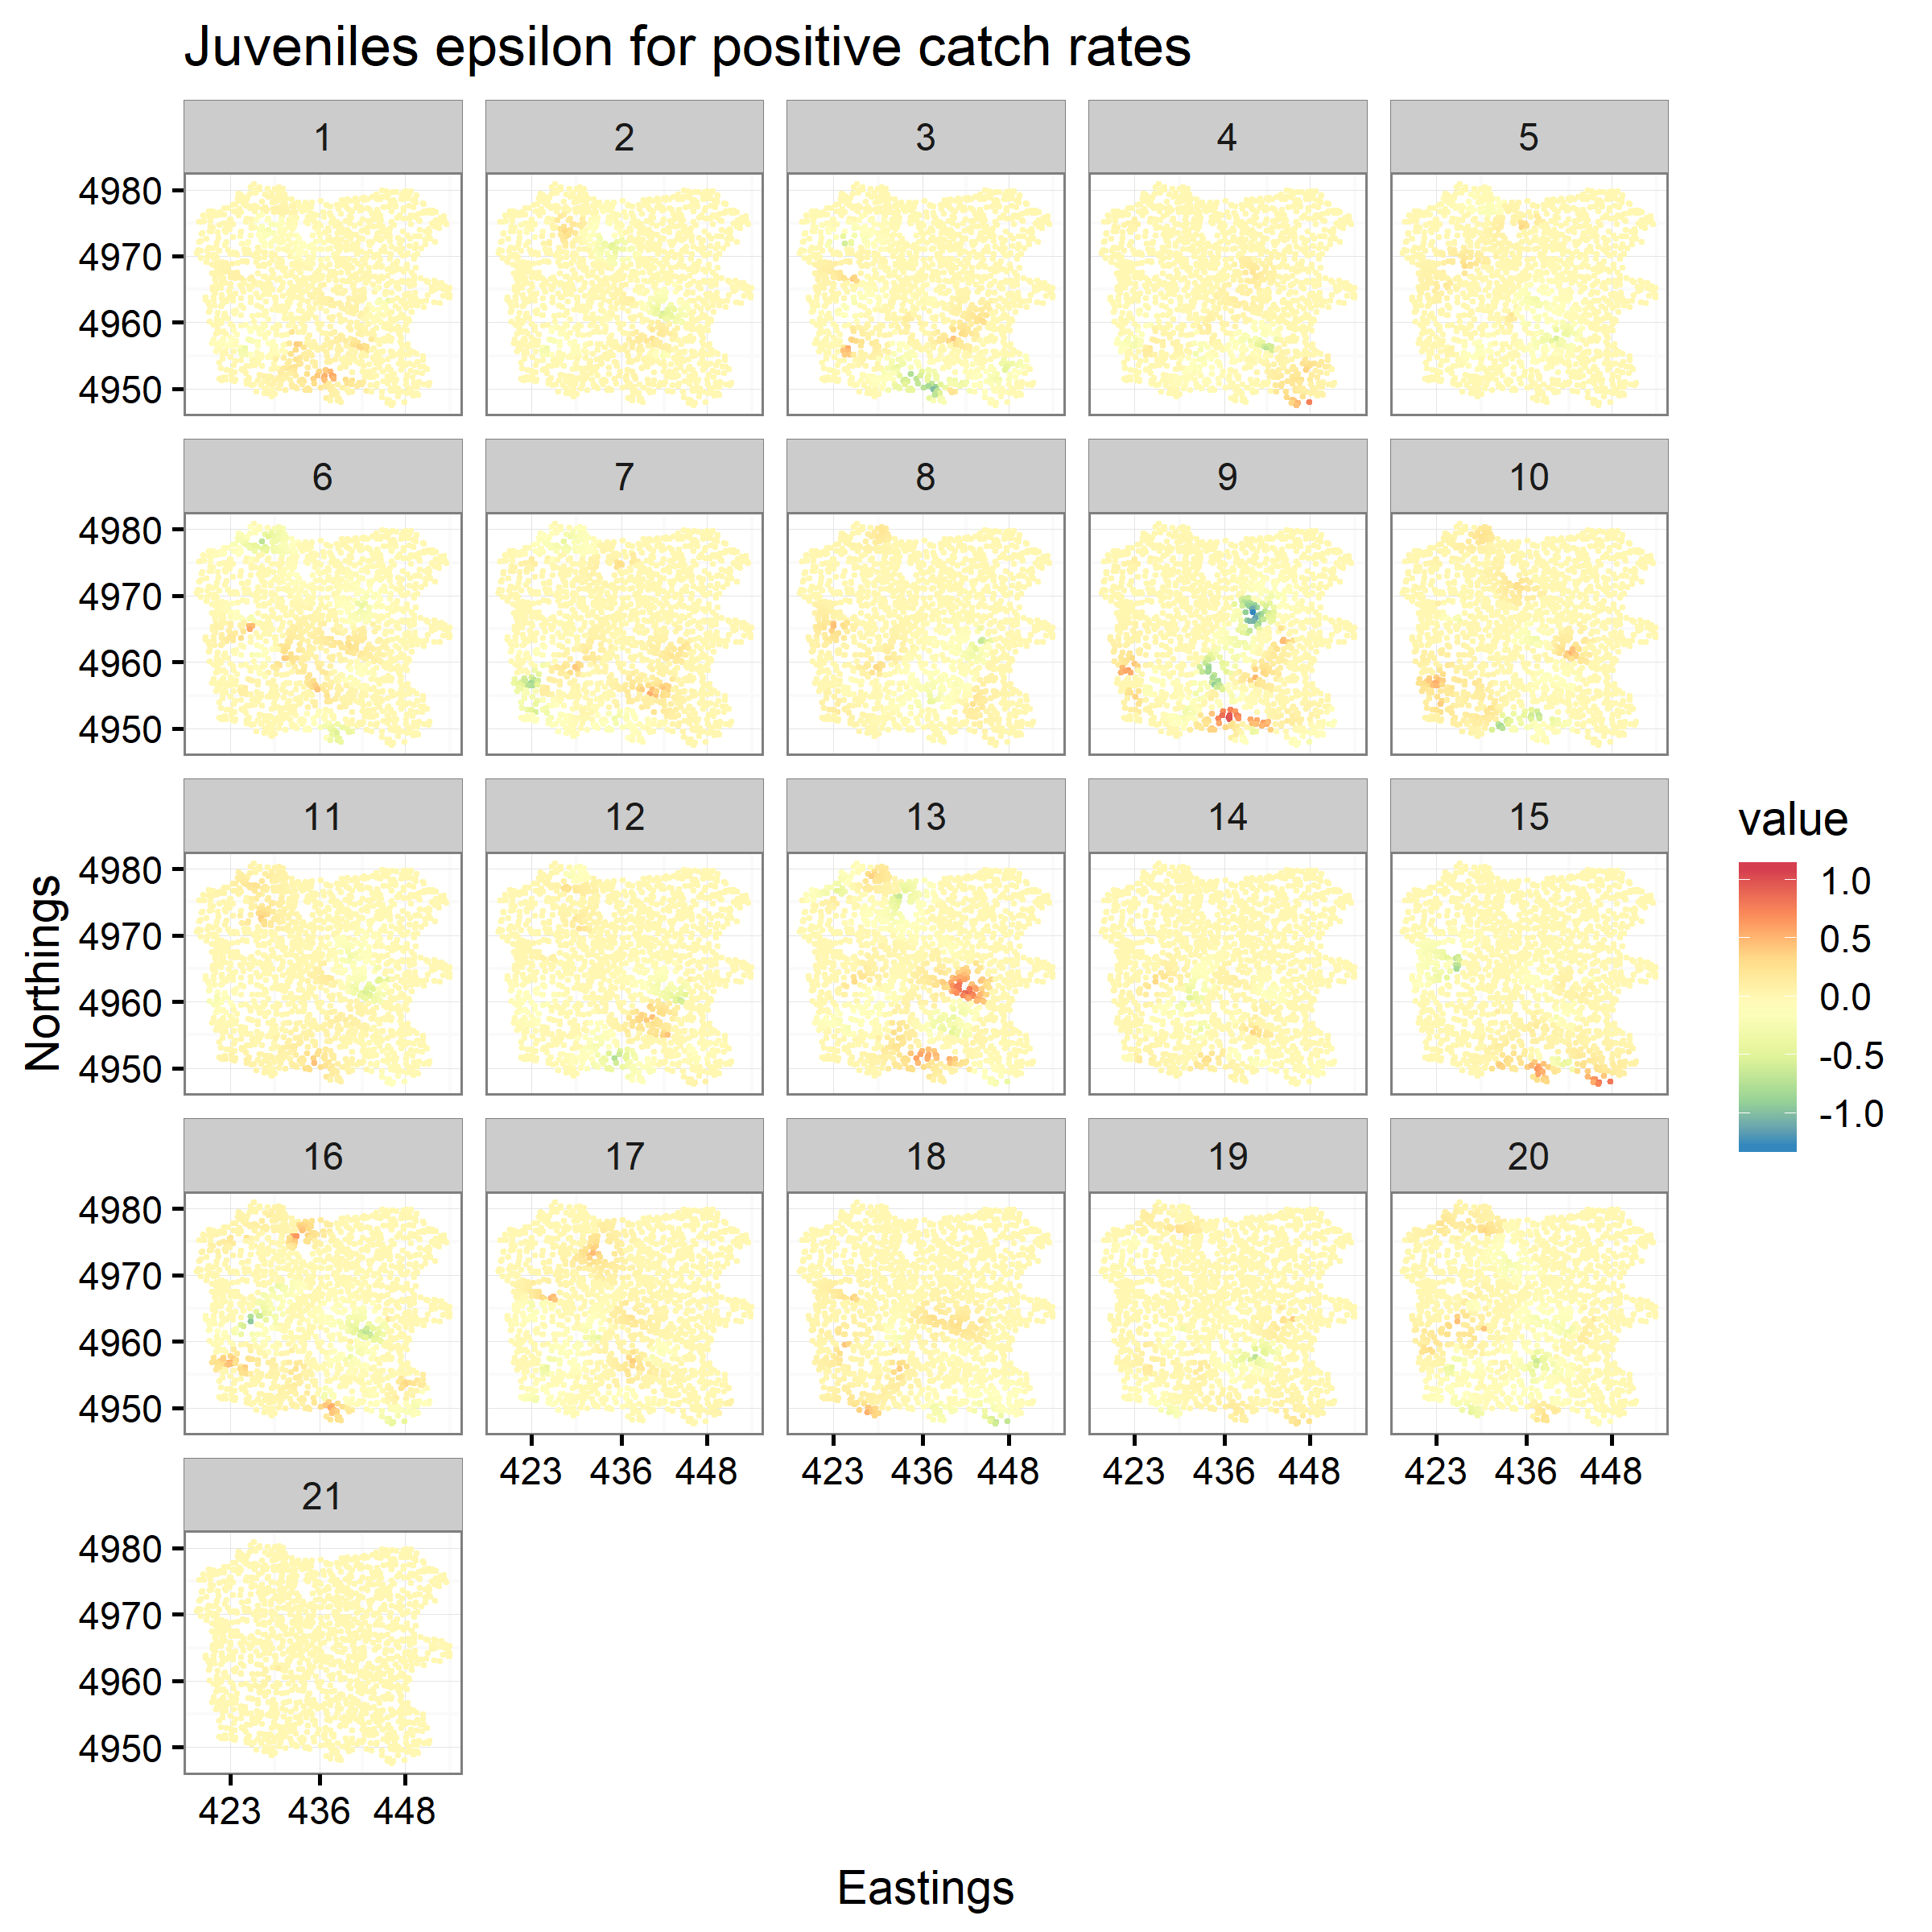 Juveniles epsilon for positive catch rates
1 2 3 4 5
4980
4970
4960
4950
6 7 8 9 10
4980
4970
4960
4950
11 12 13 14 15
4980
4970
4960
4950
16 17 18 19 20
4980
4970
4960
4950
423 436 448 423 436 448 423 436 448 423 436 448
21
4980
4970
4960
4950
423 436 448
Eastings
Northings
value
1.0
0.5
0.0
-0.5
-1.0